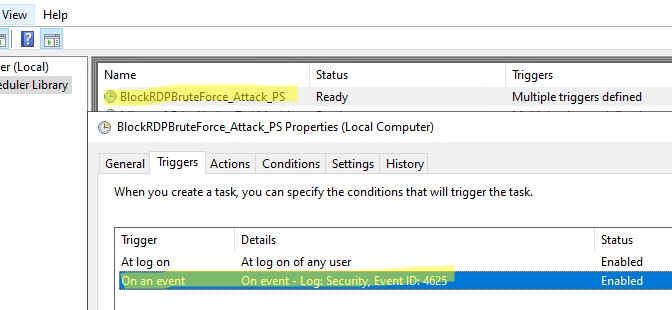 View Help
er (Local)
eduler Library
Name Status Triggers
BlockRDPBruteForce_Attack_PS Ready Multiple triggers defined
BlockRDPBruteForce_Attack_PS Properties (Local Computer)
General Triggers Actions Conditions Settings History
When you create a task, you can specify the conditions that will trigger the task.
Trigger Details Status
At log on At log on of any user Enabled
On an event On event - Log: Security, Event ID: 4625 Enabled